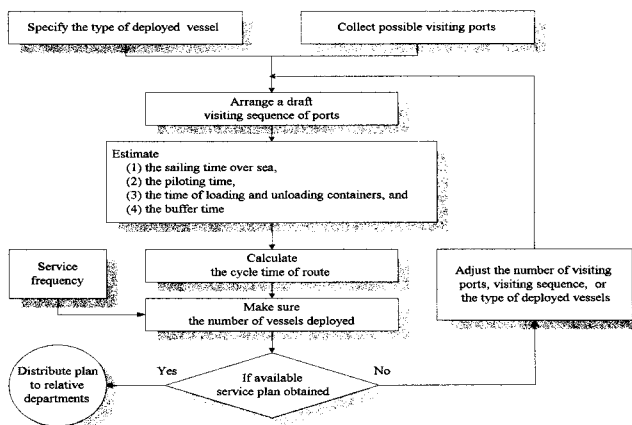 Specify the type of deployed vessel
Collect possible visiting ports
Arrange a draft
visiting sequence of ports
Estimate
(1) the sailing time over sea,
(2) the piloting time,
(3) the time of loading and unloading containers, and
(4) the buffer time
Service
frequency
Calculate
the cycle time of route
Adjust the number of visiting
ports, visiting sequence, or
the type of deployed vessels
Make sure
the number of vessels deployed
Distribute plan
to relative
departments
Yes
If available
service plan obtained
No